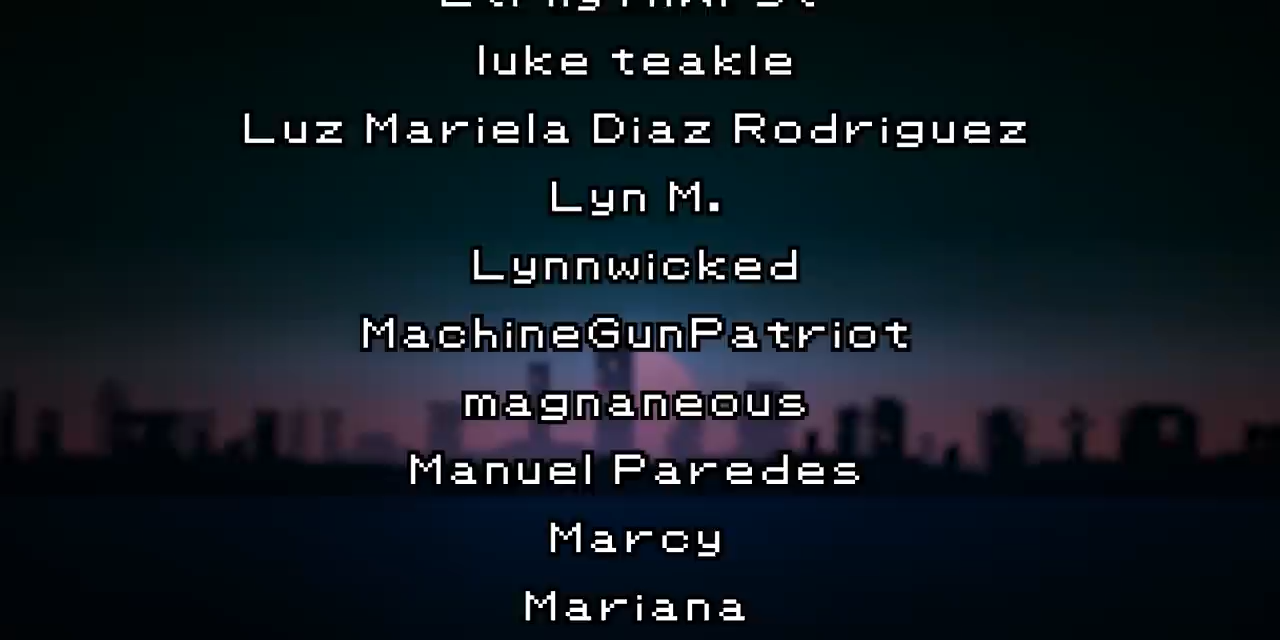 luke teakle
Luz Mariela Diaz Rodriguez
Lyn M.
Lynnwicked
MachineGunPatriot
magnaneous
Manuel Paredes
Marcy
Mariana